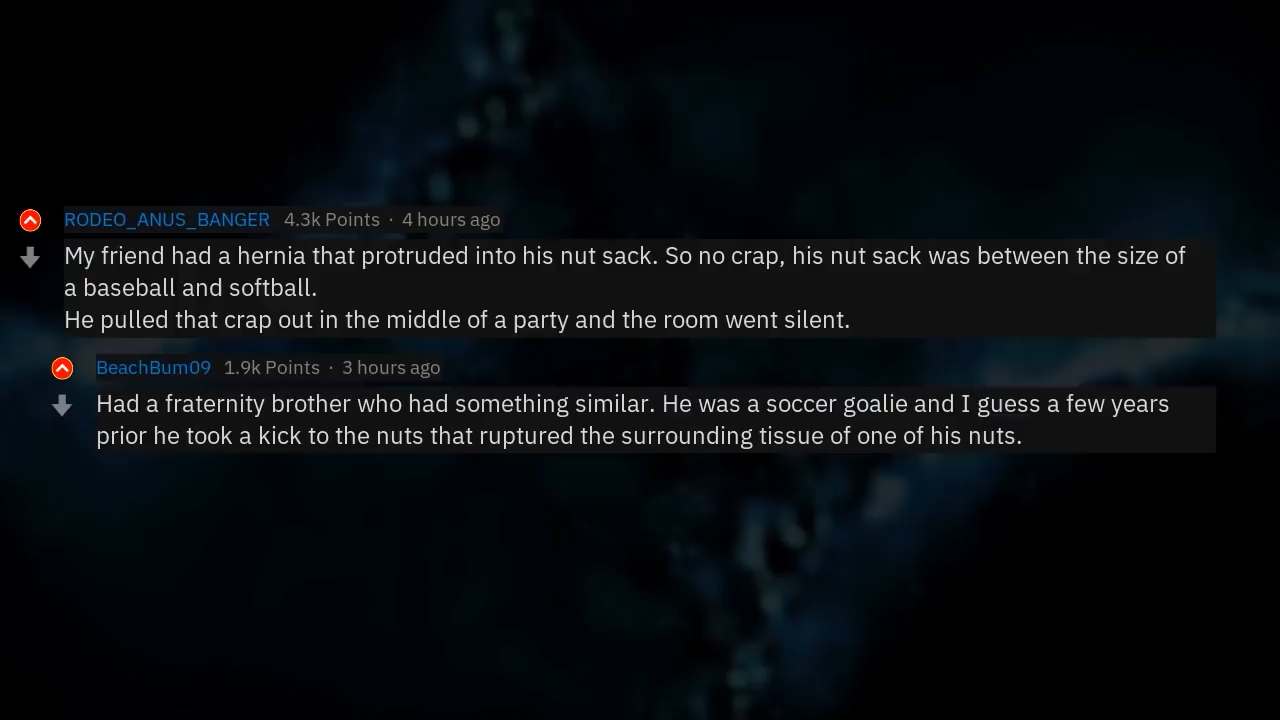 RODEO_ANUS_BANGER 4.3k Points · 4 hours ago
My friend had a hernia that protruded into his nut sack. So no crap, his nut sack was between the size of
a baseball and softball.
He pulled that crap out in the middle of a party and the room went silent.
BeachBum09 1.9k Points · 3 hours ago
Had a fraternity brother who had something similar. He was a soccer goalie and I guess a few years
prior he took a kick to the nuts that ruptured the surrounding tissue of one of his nuts.